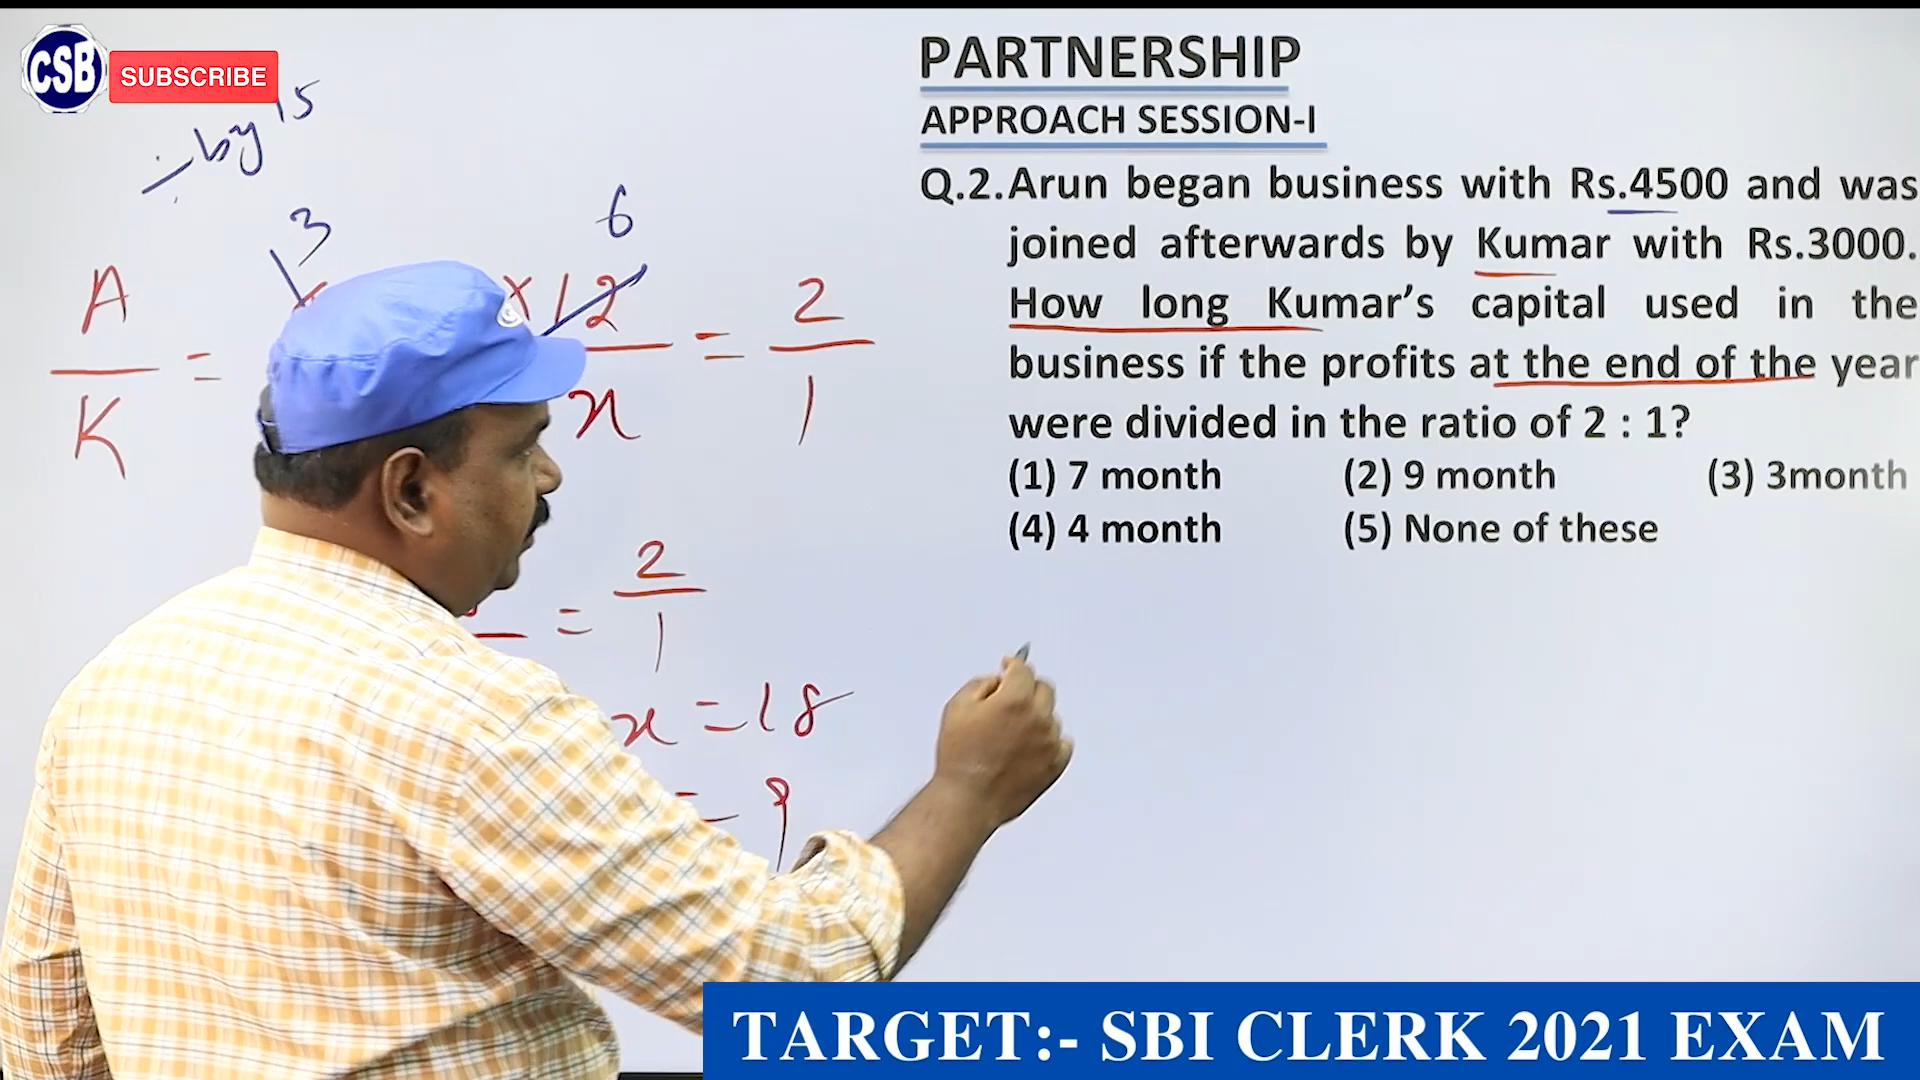 CSB
SUBSCRIBE
÷ by 15
3
6
A
K
=
× 12
x
=
2
1
=
2
1
x = 18
= 9
PARTNERSHIP
APPROACH SESSION-I
Q.2. Arun began business with Rs.4500 and was
joined afterwards by Kumar with Rs.3000.
How long Kumar’s capital used in the
business if the profits at the end of the year
were divided in the ratio of 2 : 1?
(1) 7 month (2) 9 month (3) 3month
(4) 4 month (5) None of these
TARGET:- SBI CLERK 2021 EXAM